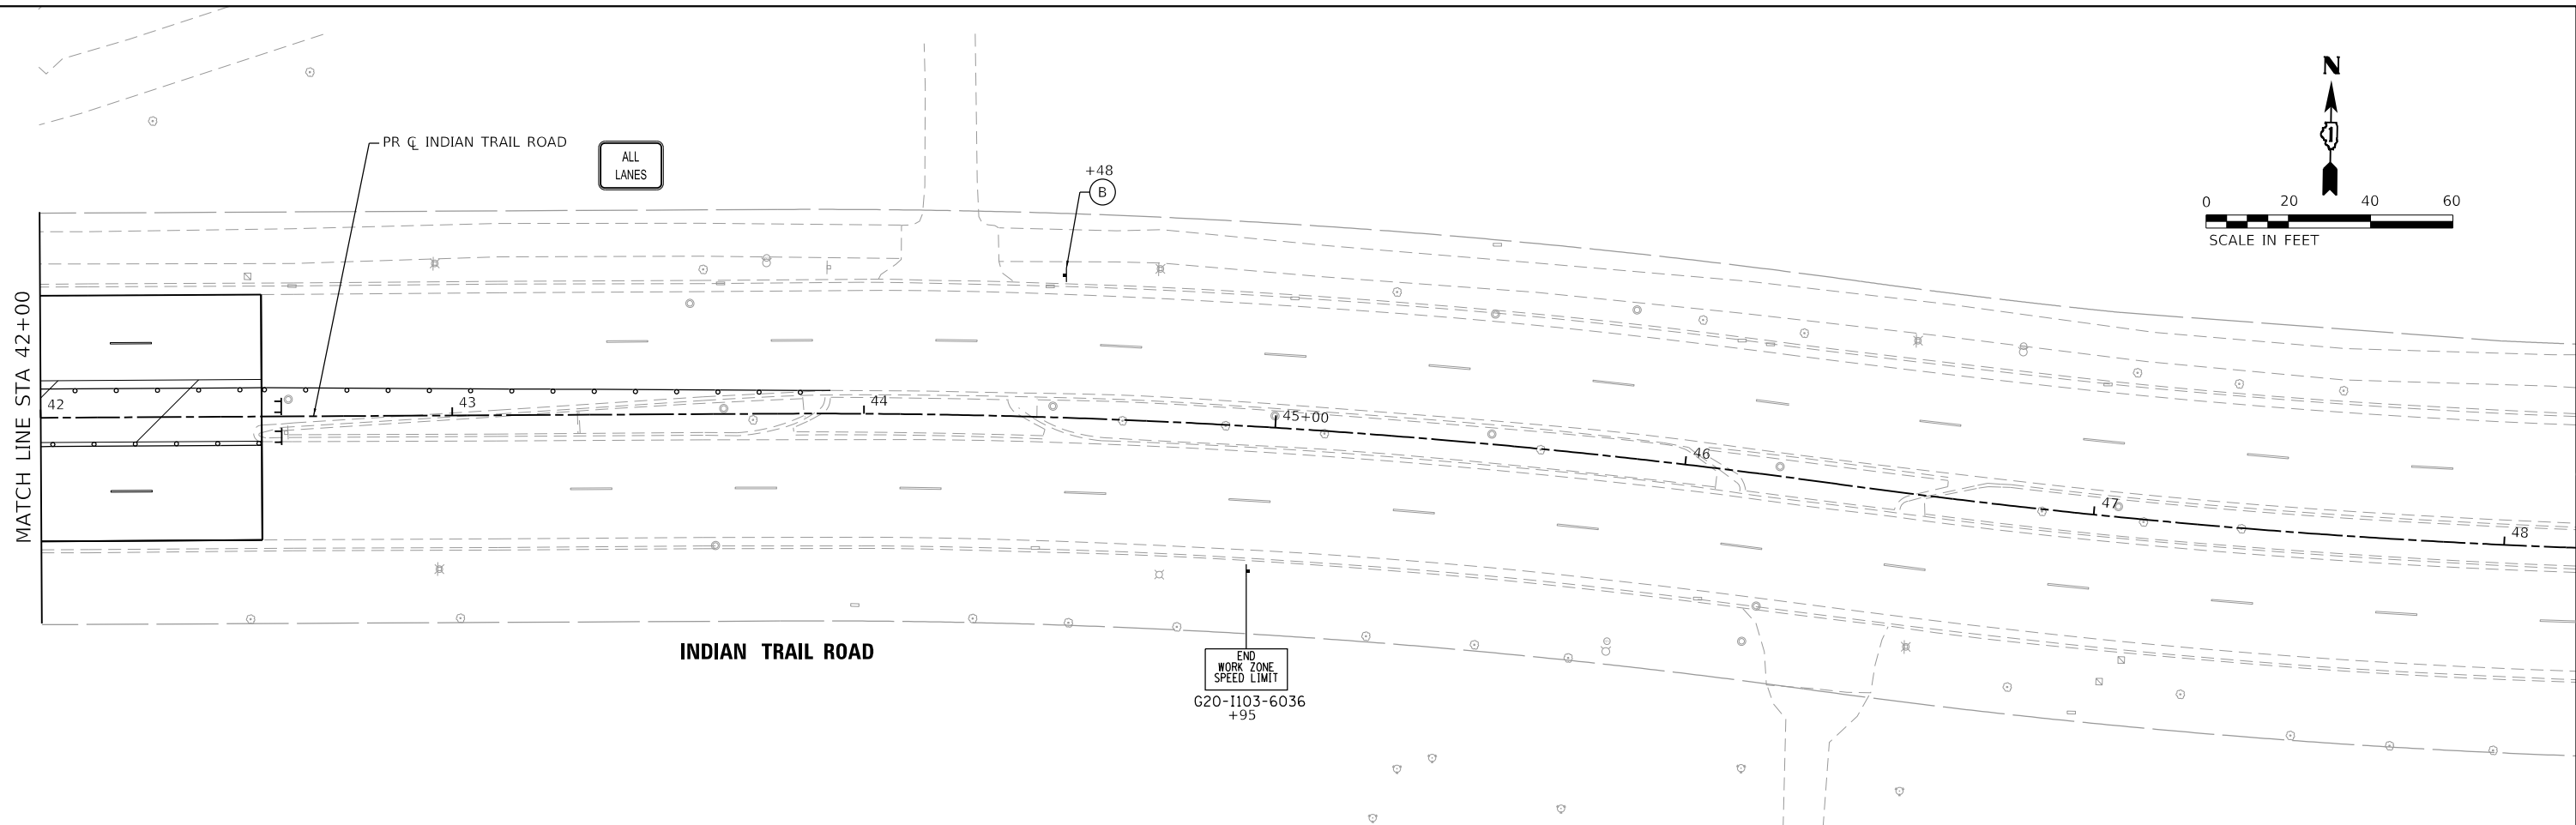 N
1
0 20 40 60
SCALE IN FEET
PR ℄ INDIAN TRAIL ROAD
ALL
LANES
+48
B
MATCH LINE STA 42+00
42
43
44
45+00
46
47
48
INDIAN TRAIL ROAD
END
WORK ZONE
SPEED LIMIT
G20-I103-6036
+95